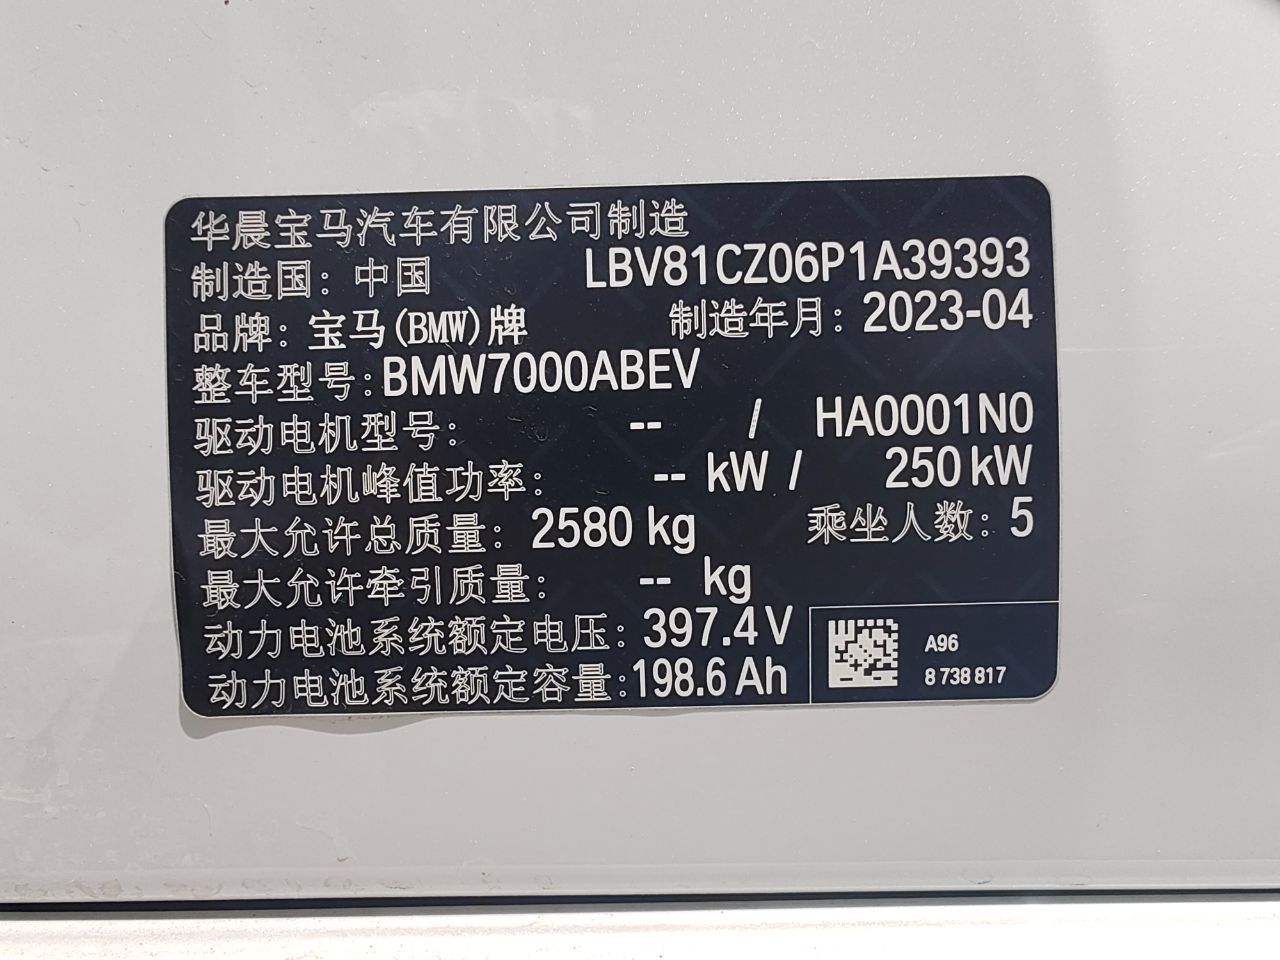 华晨宝马汽车有限公司制造
制造国：中国 LBV81CZ06P1A39393
品牌：宝马(BMW)牌 制造年月：2023-04
整车型号：BMW7000ABEV
驱动电机型号： -- / HA0001N0
驱动电机峰值功率： -- kW / 250 kW
最大允许总质量：2580 kg 乘坐人数：5
最大允许牵引质量： -- kg
动力电池系统额定电压：397.4 V
动力电池系统额定容量：198.6 Ah
A96
8 738 817